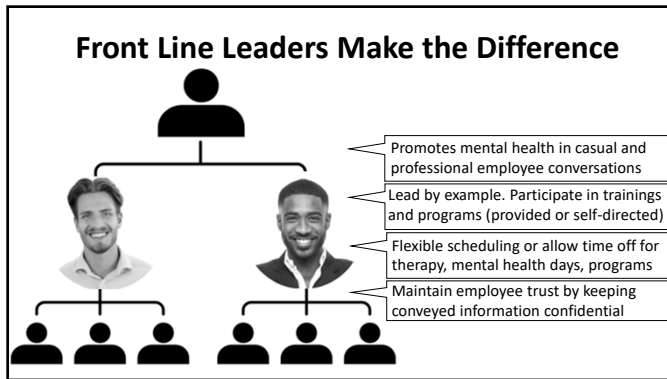 Front Line Leaders Make the Difference
Promotes mental health in casual and
professional employee conversations
Lead by example. Participate in trainings
and programs (provided or self-directed)
Flexible scheduling or allow time off for
therapy, mental health days, programs
Maintain employee trust by keeping
conveyed information confidential